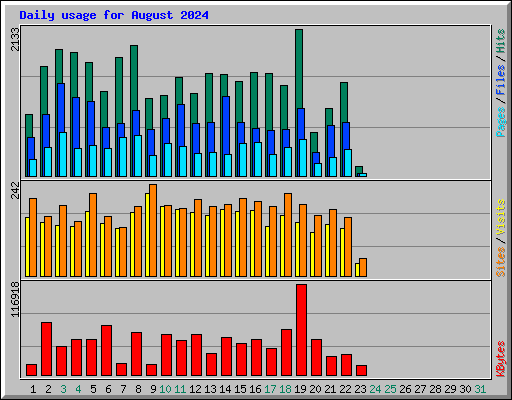 Daily usage for August 2024
2133
Pages / Files / Hits
242
Sites / Visits
116918
KBytes
1 2 3 4 5 6 7 8 9 10 11 12 13 14 15 16 17 18 19 20 21 22 23 24 25 26 27 28 29 30 31